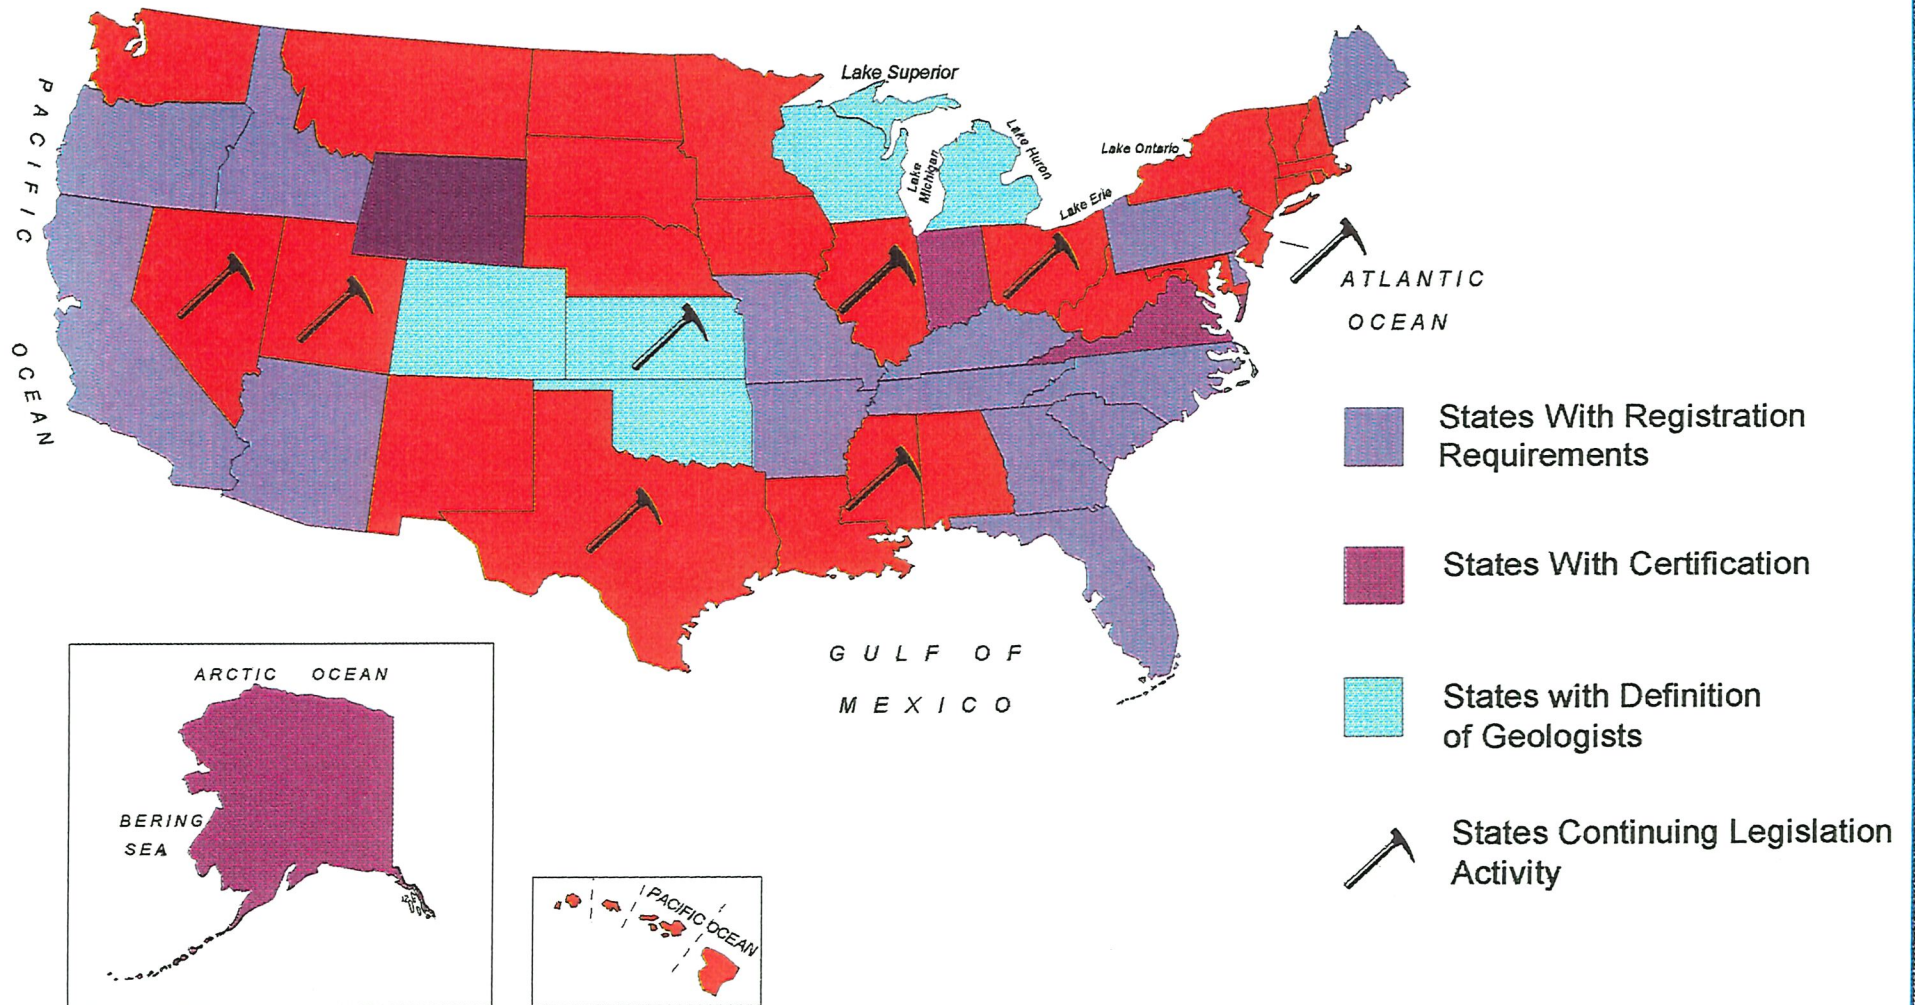 Lake Superior
Lake Huron
Lake
Michigan
Lake Ontario
Lake Erie
PACIFIC
OCEAN
ATLANTIC
OCEAN
States With Registration
Requirements
States With Certification
States with Definition
of Geologists
States Continuing Legislation
Activity
GULF OF
MEXICO
ARCTIC OCEAN
BERING
SEA
PACIFIC OCEAN